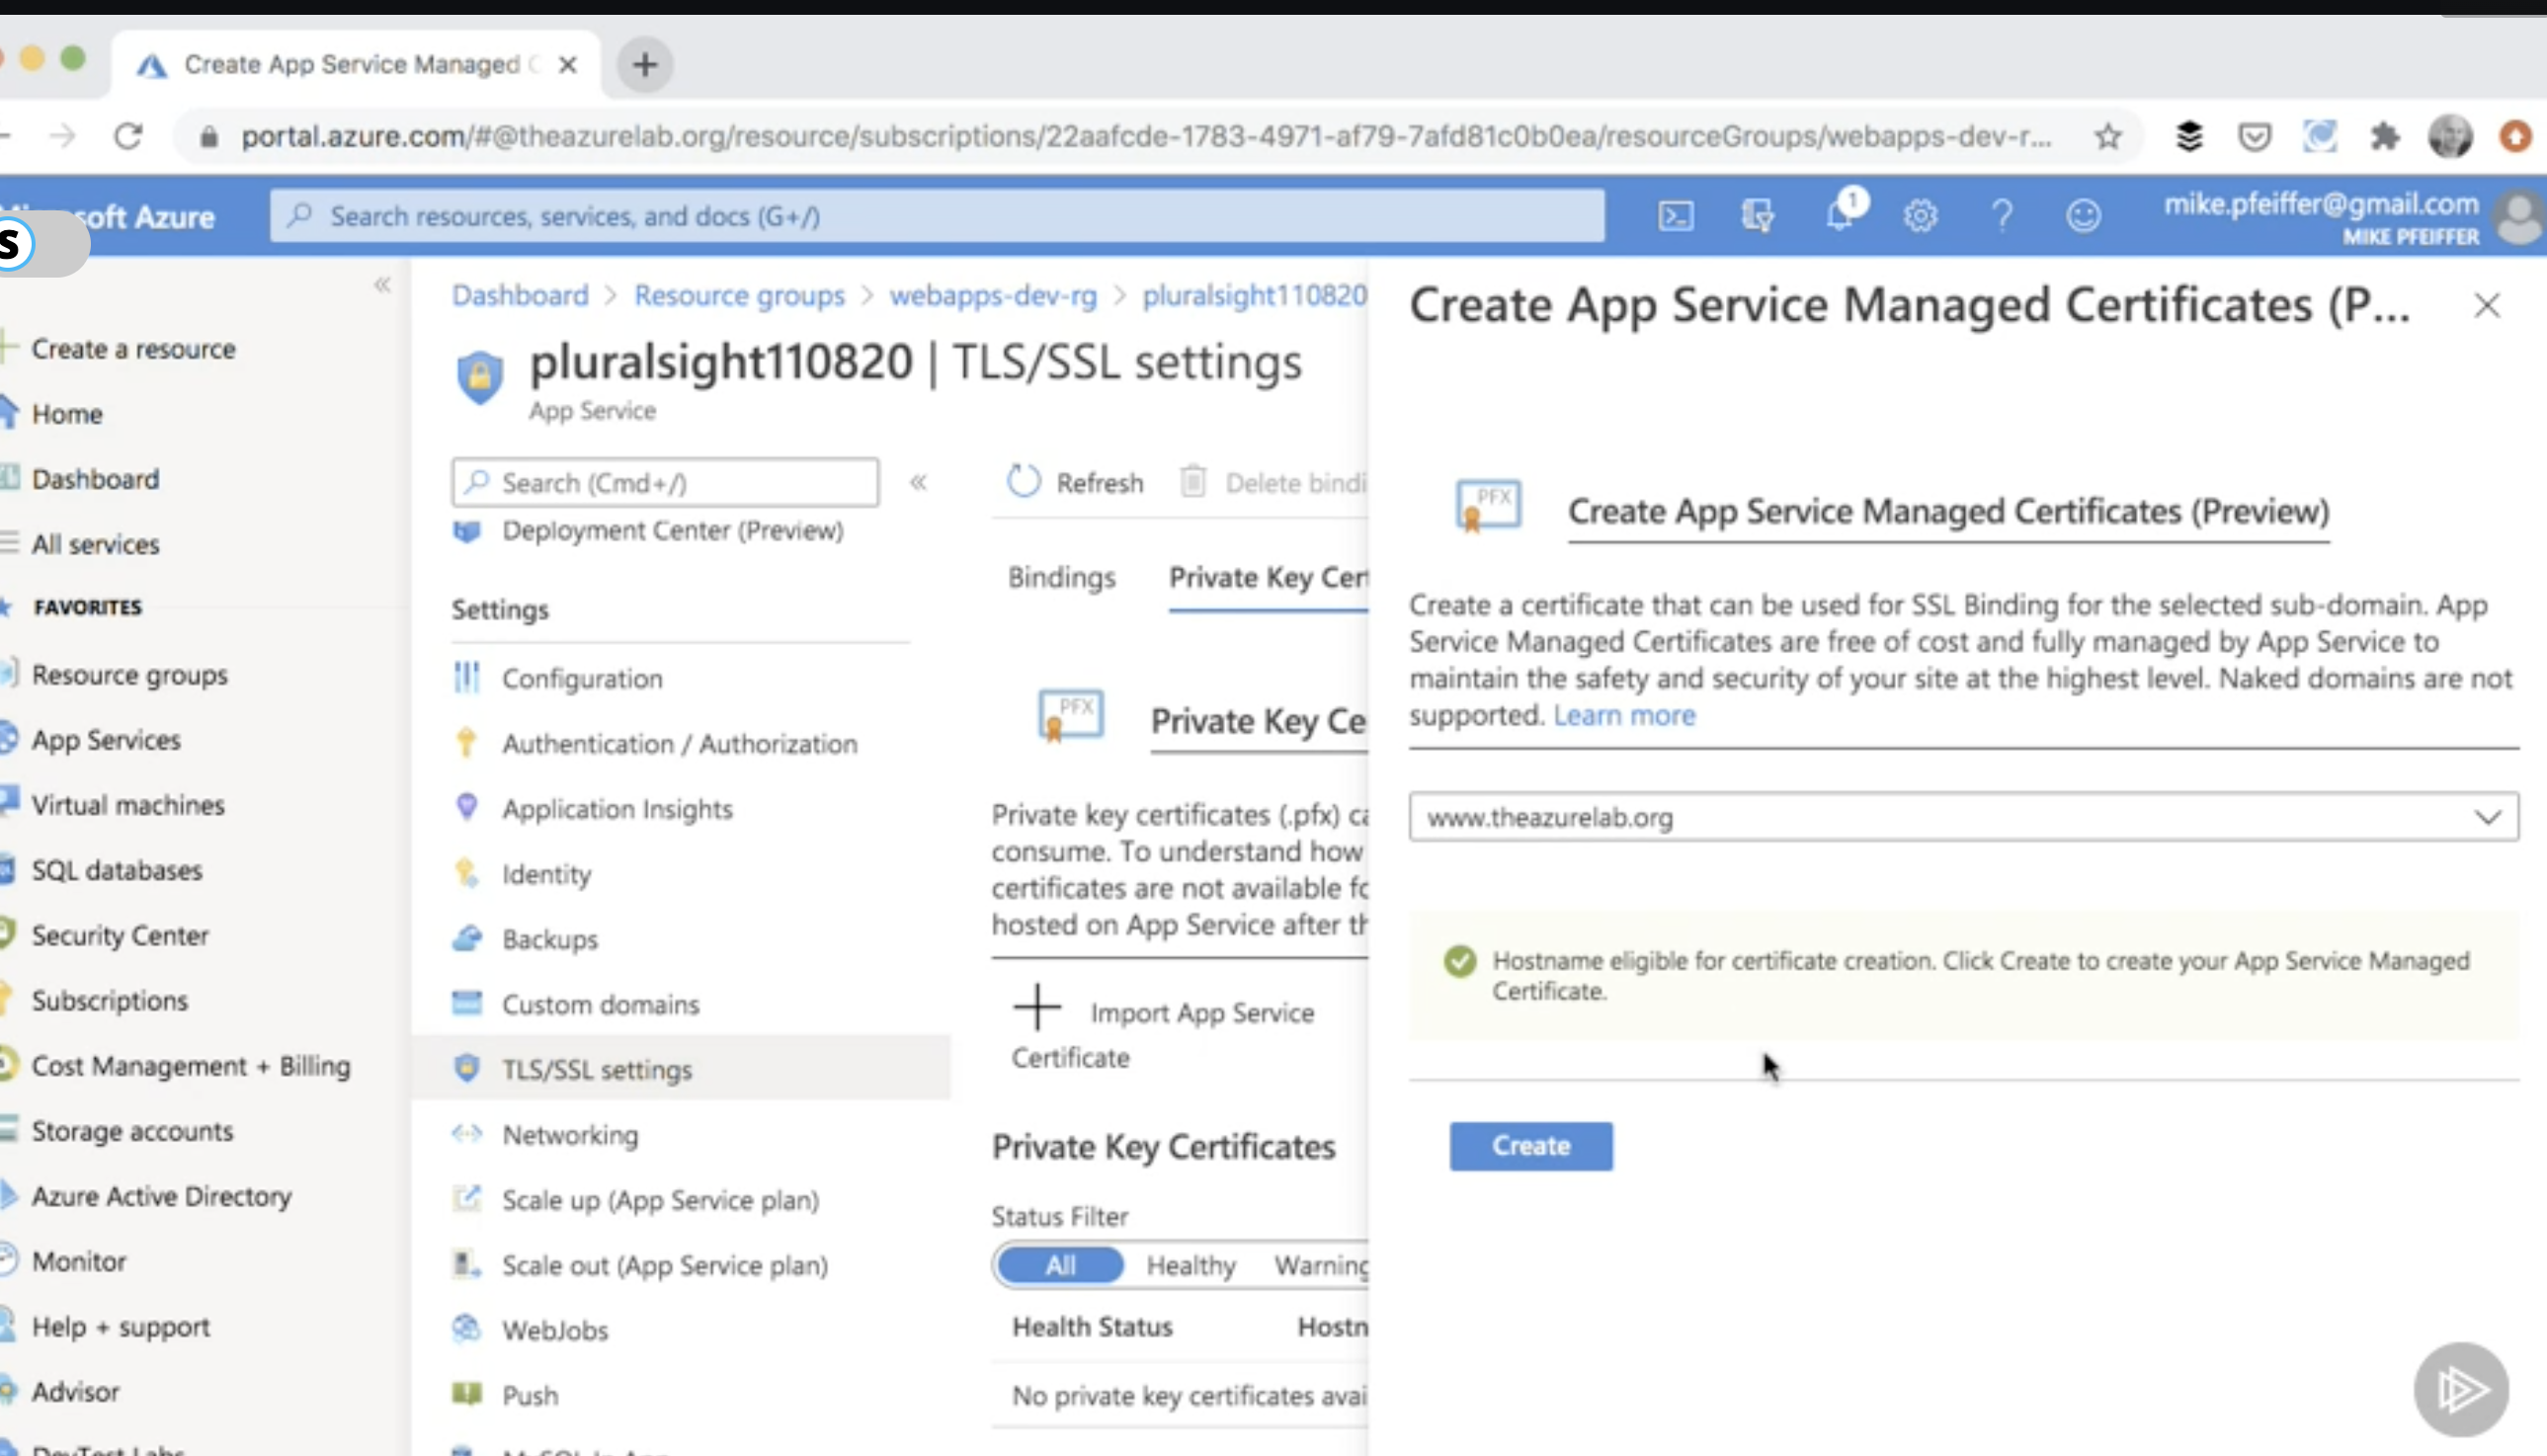 Create App Service Managed C
portal.azure.com/#@theazurelab.org/resource/subscriptions/22aafcde-1783-4971-af79-7afd81c0b0ea/resourceGroups/webapps-dev-r...
soft Azure
S
Search resources, services, and docs (G+/)
1
mike.pfeiffer@gmail.com
MIKE PFEIFFER
Create a resource
Home
Dashboard
All services
FAVORITES
Resource groups
App Services
Virtual machines
SQL databases
Security Center
Subscriptions
Cost Management + Billing
Storage accounts
Azure Active Directory
Monitor
Help + support
Advisor
DevTest Labs
Dashboard > Resource groups > webapps-dev-rg > pluralsight110820
pluralsight110820 | TLS/SSL settings
App Service
Search (Cmd+/)
Deployment Center (Preview)
Settings
Configuration
Authentication / Authorization
Application Insights
Identity
Backups
Custom domains
TLS/SSL settings
Networking
Scale up (App Service plan)
Scale out (App Service plan)
WebJobs
Push
MySQL In App
Refresh
Delete bindi
Bindings
Private Key Cert
PFX
Private Key Ce
Private key certificates (.pfx) ca
consume. To understand how
certificates are not available fo
hosted on App Service after th
Import App Service
Certificate
Private Key Certificates
Status Filter
All Healthy Warning
Health Status Hostn
No private key certificates avai
Create App Service Managed Certificates (P...
PFX
Create App Service Managed Certificates (Preview)
Create a certificate that can be used for SSL Binding for the selected sub-domain. App
Service Managed Certificates are free of cost and fully managed by App Service to
maintain the safety and security of your site at the highest level. Naked domains are not
supported. Learn more
www.theazurelab.org
Hostname eligible for certificate creation. Click Create to create your App Service Managed
Certificate.
Create